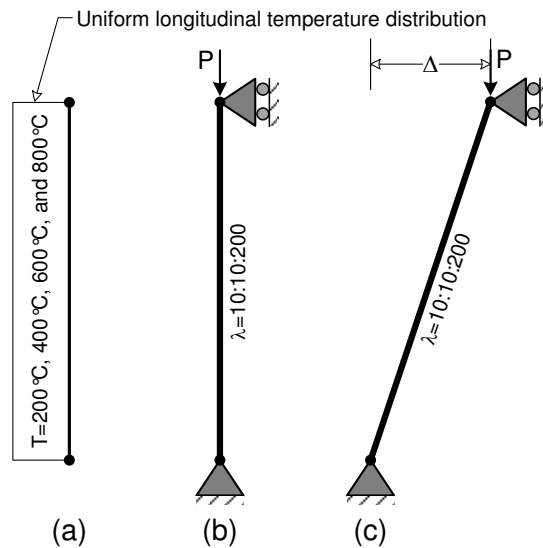 Uniform longitudinal temperature distribution
T=200°C, 400°C, 600°C, and 800°C
P
λ=10:10:200
Δ
P
λ=10:10:200
(a)
(b)
(c)